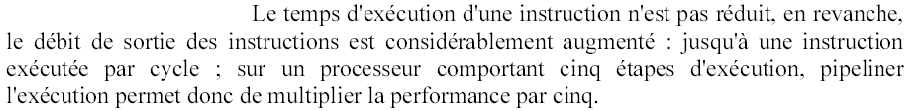 Le temps d'exécution d'une instruction n'est pas réduit, en revanche,
le débit de sortie des instructions est considérablement augmenté : jusqu'à une instruction
exécutée par cycle ; sur un processeur comportant cinq étapes d'exécution, pipeliner
l'exécution permet donc de multiplier la performance par cinq.